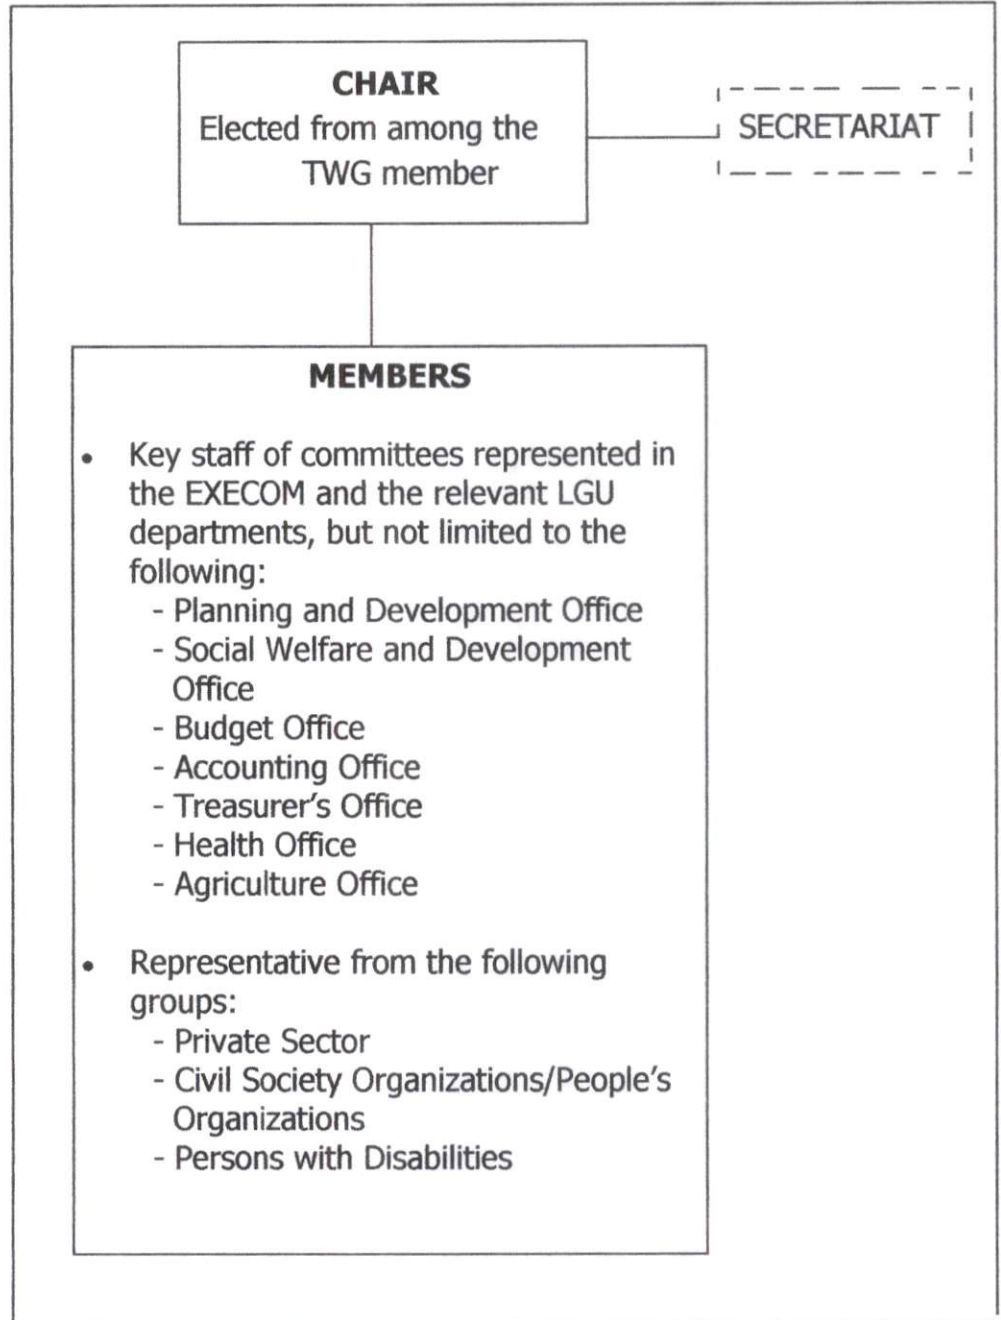 CHAIR
Elected from among the
TWG member
SECRETARIAT
MEMBERS
• Key staff of committees represented in
the EXECOM and the relevant LGU
departments, but not limited to the
following:
- Planning and Development Office
- Social Welfare and Development
Office
- Budget Office
- Accounting Office
- Treasurer's Office
- Health Office
- Agriculture Office
• Representative from the following
groups:
- Private Sector
- Civil Society Organizations/People's
Organizations
- Persons with Disabilities